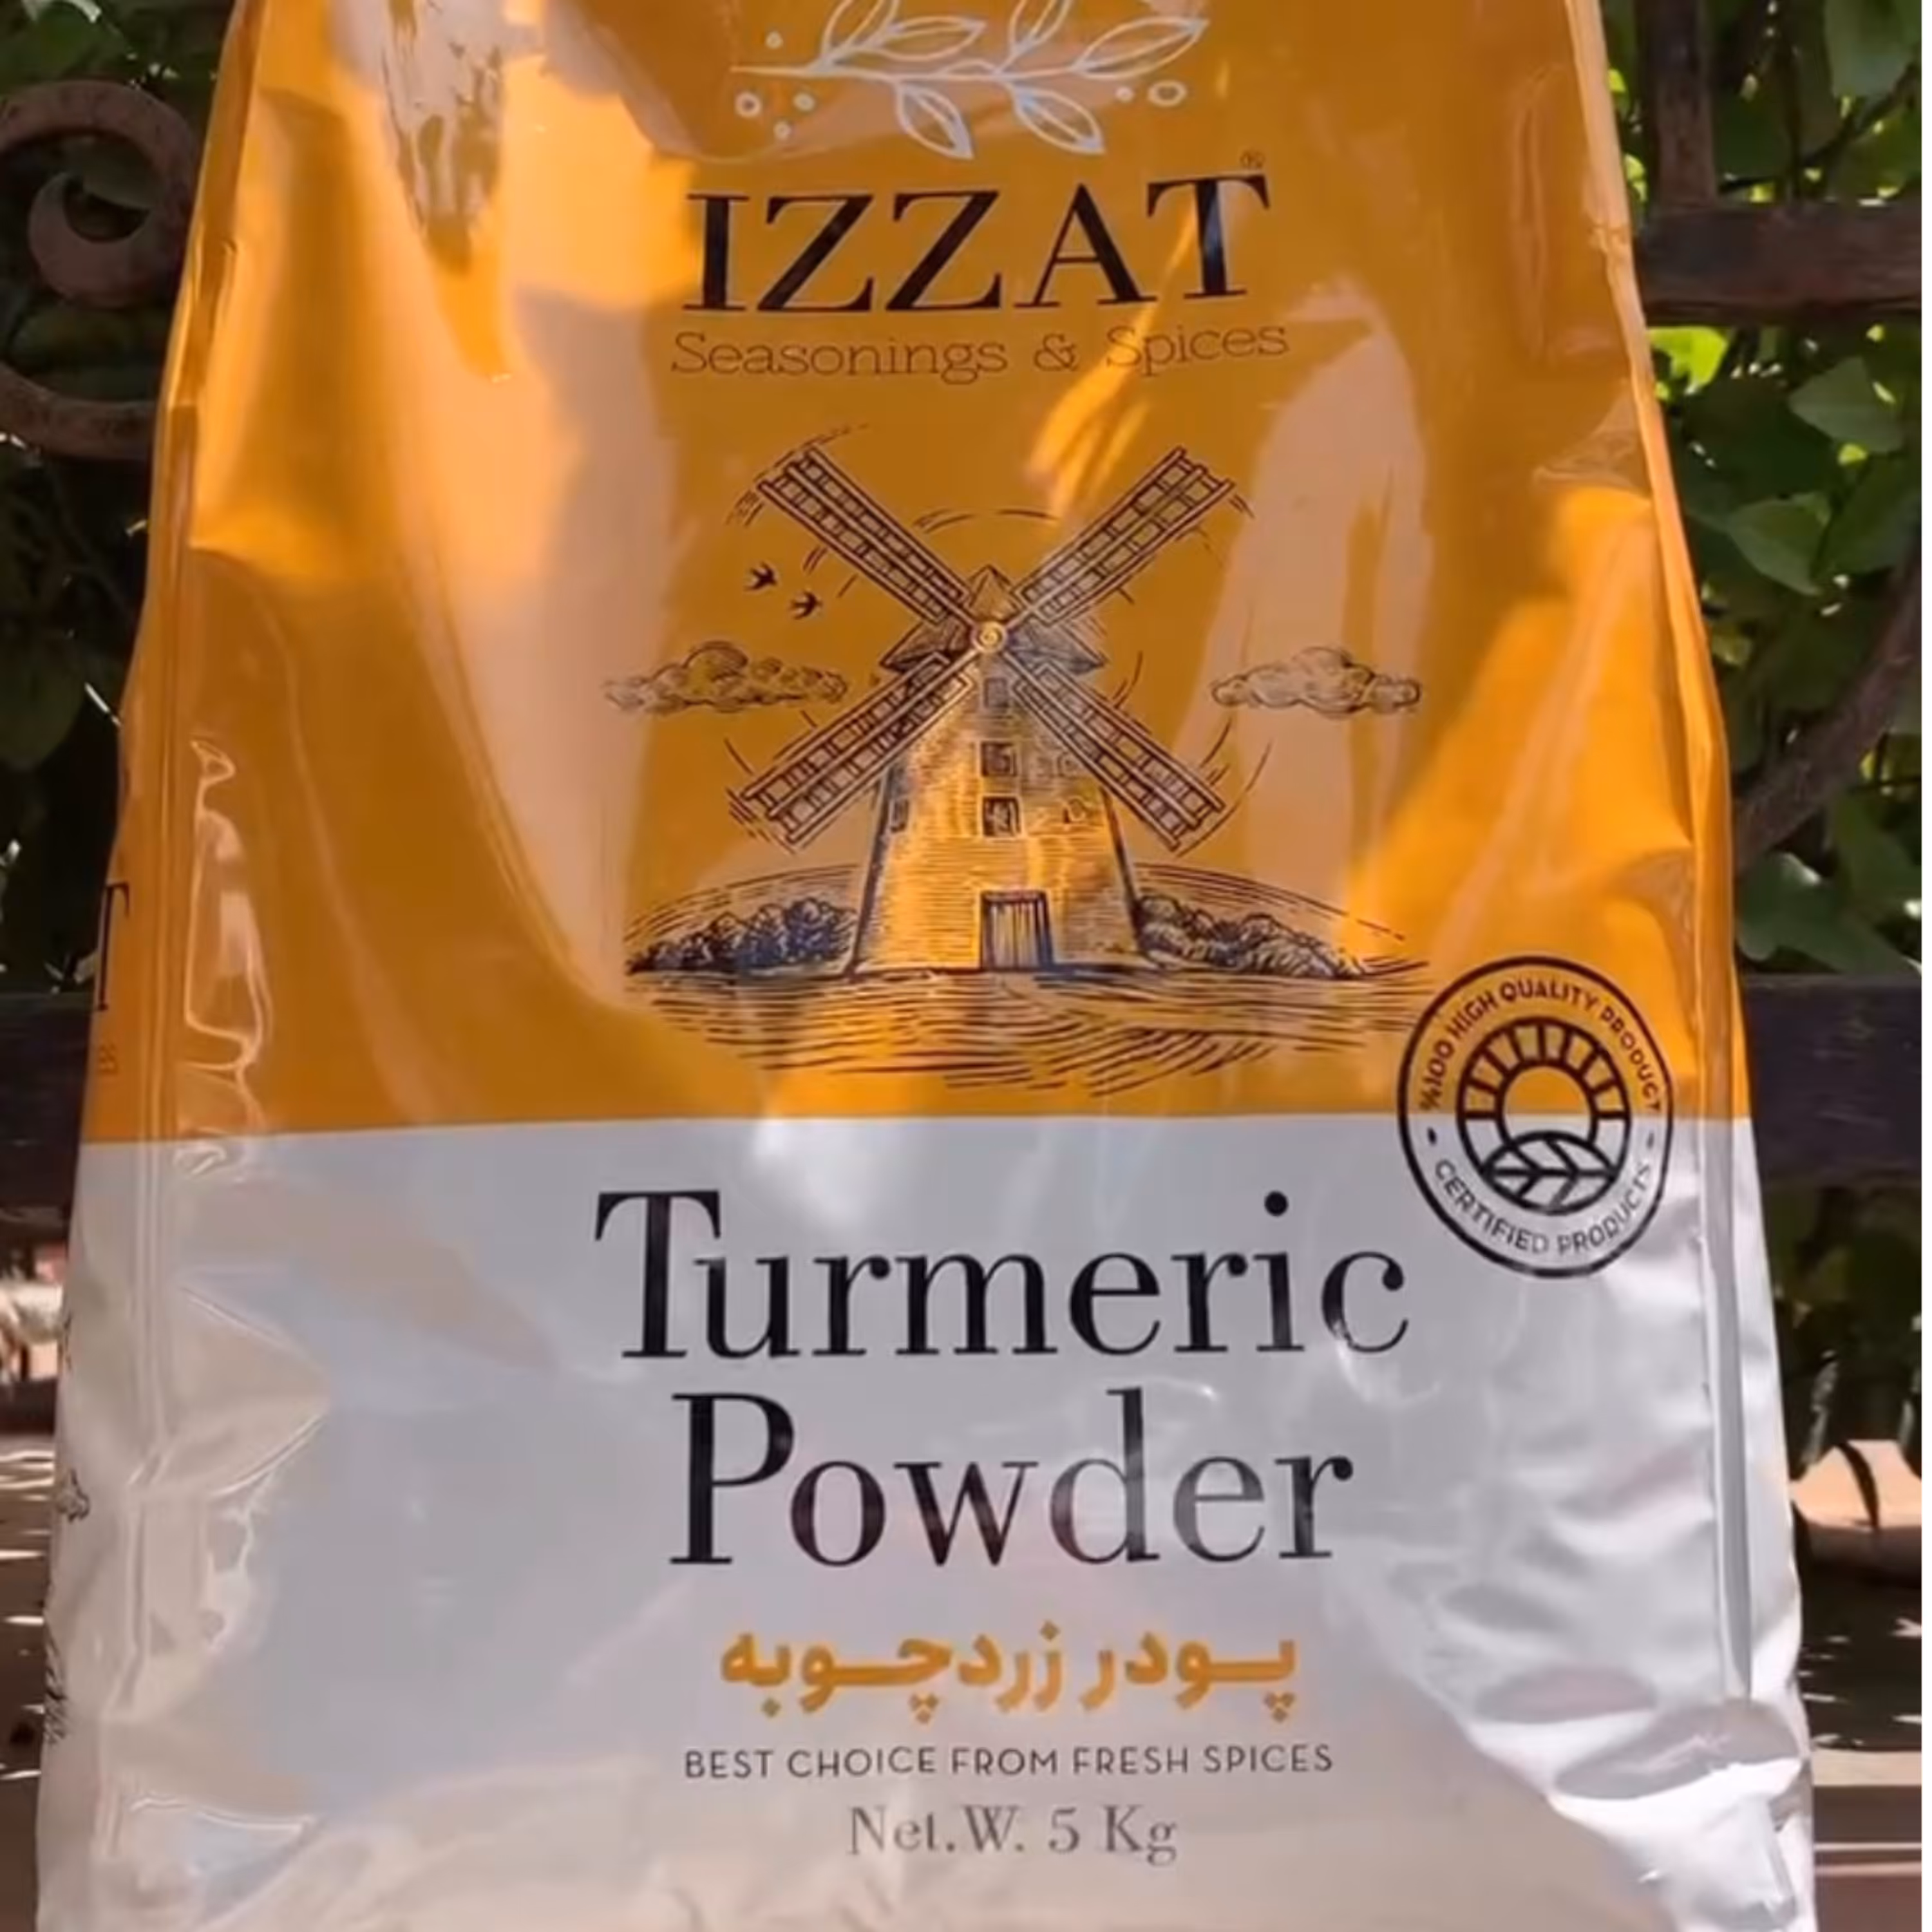 IZZAT®
Seasonings & Spices
%100 HIGH QUALITY PRODUCT
CERTIFIED PRODUCTS
Turmeric
Powder
پودر زردچوبه
BEST CHOICE FROM FRESH SPICES
Net.W. 5 Kg